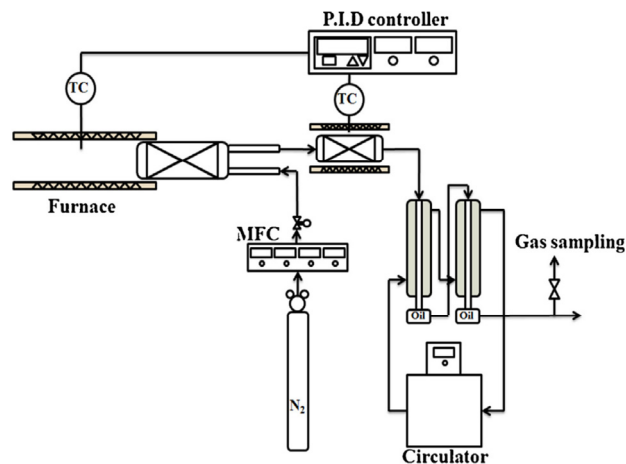 P.I.D controller
TC
TC
Furnace
MFC
Gas sampling
Oil
Oil
N₂
Circulator